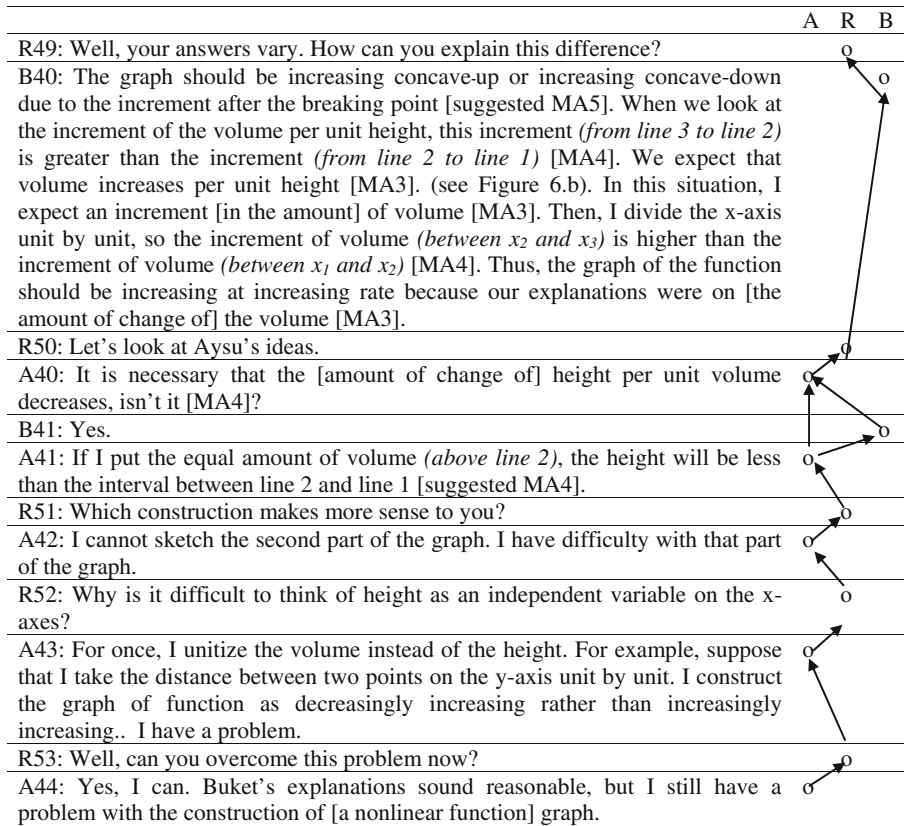 A R B
R49: Well, your answers vary. How can you explain this difference?
o
B40: The graph should be increasing concave-up or increasing concave-down
o
due to the increment after the breaking point [suggested MA5]. When we look at
the increment of the volume per unit height, this increment (from line 3 to line 2)
is greater than the increment (from line 2 to line 1) [MA4]. We expect that
volume increases per unit height [MA3]. (see Figure 6.b). In this situation, I
expect an increment [in the amount] of volume [MA3]. Then, I divide the x-axis
unit by unit, so the increment of volume (between x2 and x3) is higher than the
increment of volume (between x1 and x2) [MA4]. Thus, the graph of the function
should be increasing at increasing rate because our explanations were on [the
amount of change of] the volume [MA3].
R50: Let's look at Aysu's ideas.
o
A40: It is necessary that the [amount of change of] height per unit volume
o
decreases, isn't it [MA4]?
B41: Yes.
o
A41: If I put the equal amount of volume (above line 2), the height will be less
o
than the interval between line 2 and line 1 [suggested MA4].
R51: Which construction makes more sense to you?
o
A42: I cannot sketch the second part of the graph. I have difficulty with that part
o
of the graph.
R52: Why is it difficult to think of height as an independent variable on the x-
o
axes?
A43: For once, I unitize the volume instead of the height. For example, suppose
o
that I take the distance between two points on the y-axis unit by unit. I construct
the graph of function as decreasingly increasing rather than increasingly
increasing.. I have a problem.
R53: Well, can you overcome this problem now?
o
A44: Yes, I can. Buket's explanations sound reasonable, but I still have a
o
problem with the construction of [a nonlinear function] graph.